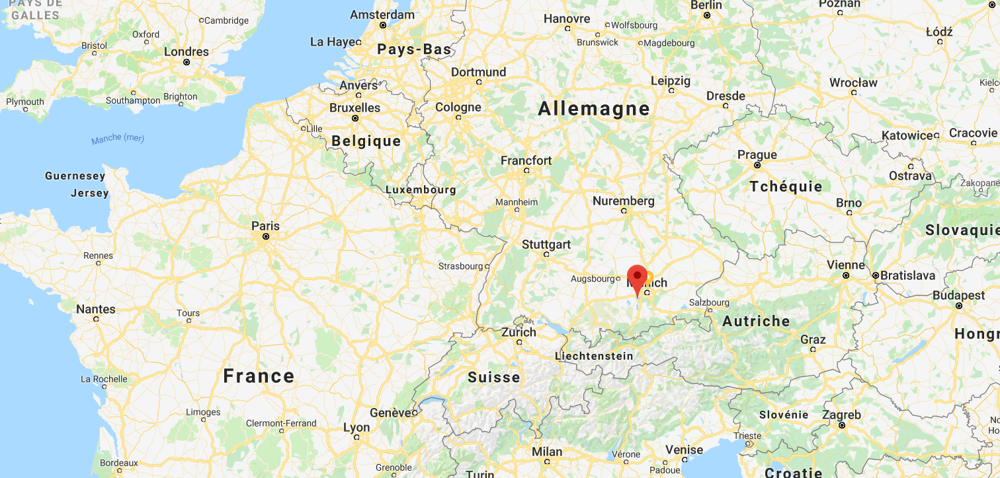 PAYS DE
GALLES
Cambridge
Oxford
Bristol
Londres
Plymouth
Southampton
Brighton
Manche (mer)
Guernesey
Jersey
Amsterdam
La Haye
Pays-Bas
Anvers
Bruxelles
Lille
Belgique
Luxembourg
Hanovre
Wolfsbourg
Brunswick
Magdebourg
Berlin
Poznań
Łódź
Dortmund
Leipzig
Cologne
Allemagne
Dresde
Wrocław
Katowice
Cracovie
Francfort
Prague
Ostrava
Zakopané
Tchéquie
Mannheim
Nuremberg
Brno
Slovaquie
Paris
Rennes
Strasbourg
Stuttgart
Augsbourg
Munich
Vienne
Bratislava
Nantes
Tours
Salzbourg
Budapest
Autriche
Zurich
Graz
Liechtenstein
Suisse
France
La Rochelle
Limoges
Clermont-Ferrand
Genève
Lyon
Slovénie
Zagreb
Trieste
Milan
Vérone
Venise
Padoue
Bordeaux
Grenoble
Turin
Croatie